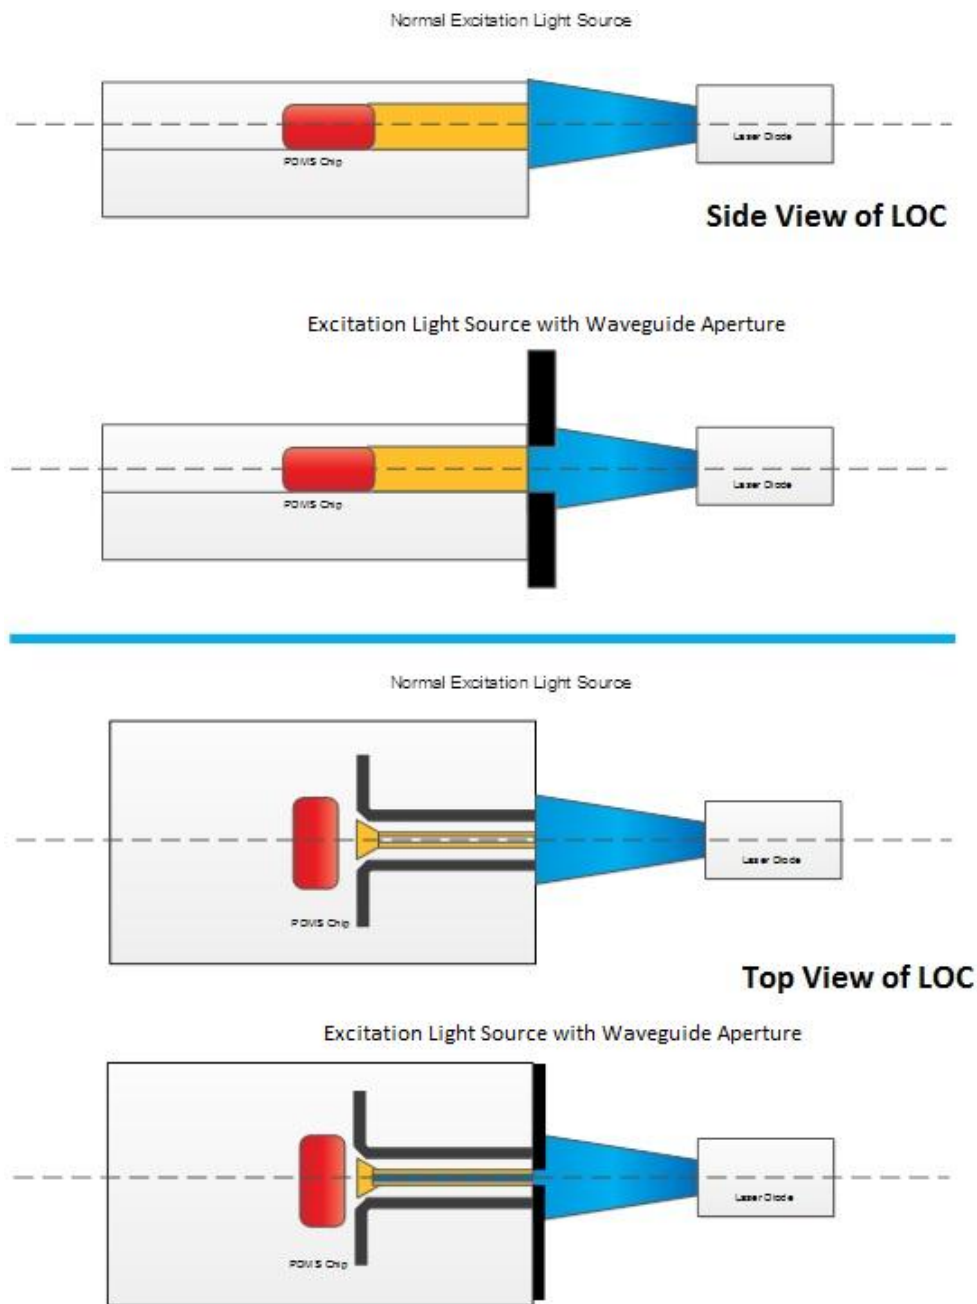 Normal Excitation Light Source
Laser Diode
PDMS Chip
Side View of LOC
Excitation Light Source with Waveguide Aperture
Laser Diode
PDMS Chip
Normal Excitation Light Source
Laser Diode
PDMS Chip
Top View of LOC
Excitation Light Source with Waveguide Aperture
Laser Diode
PDMS Chip